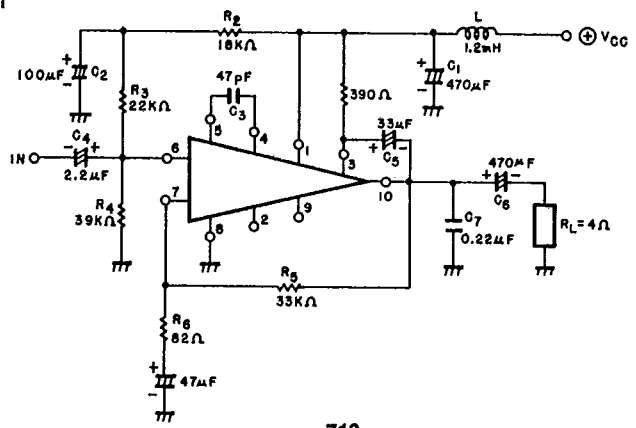 R2
18KΩ
L
1.2mH
⊕ VCC
100μF
+
-
C2
R3
22KΩ
47pF
C3
5
4
390Ω
+
-
C1
470μF
C4
- +
IN
2.2μF
6
1
33μF
+ -
C5
3
470μF
+ -
C6
10
7
R4
39KΩ
8
2
9
C7
0.22μF
RL=4Ω
R5
33KΩ
R6
82Ω
+
-
47μF